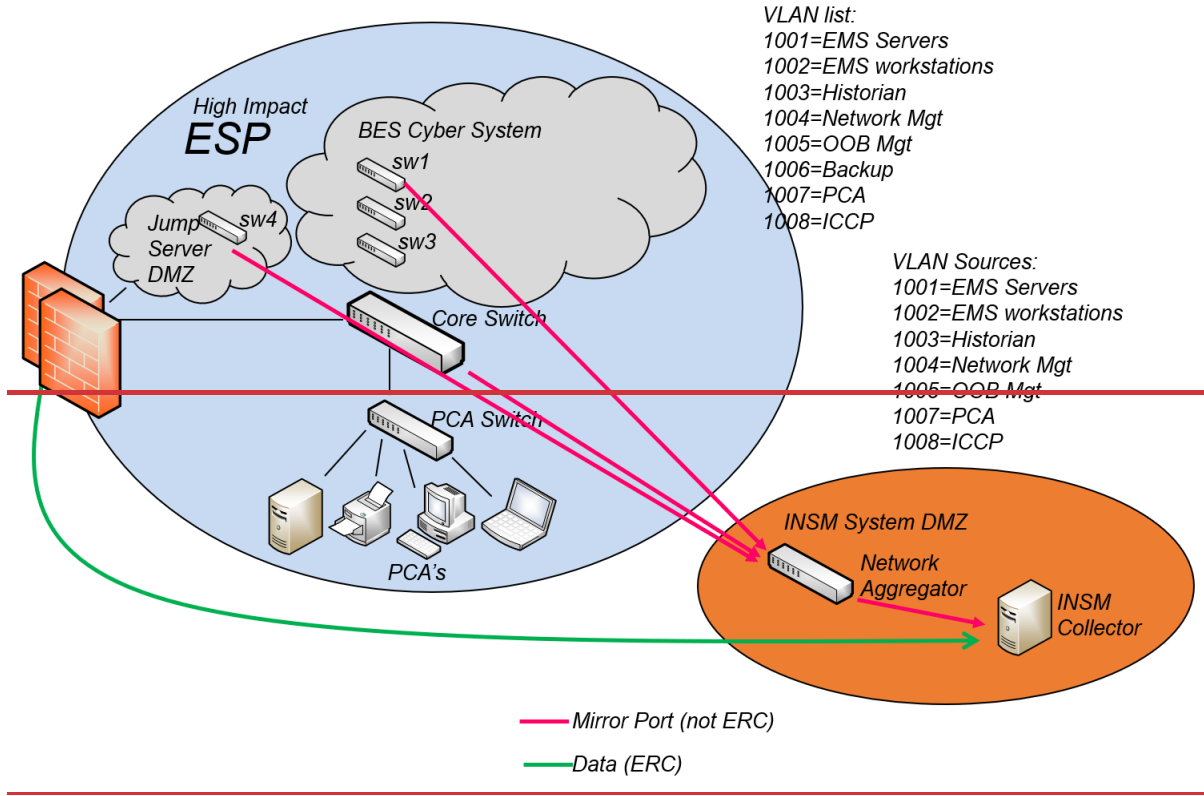 VLAN list:
1001=EMS Servers
1002=EMS workstations
1003=Historian
1004=Network Mgt
1005=OOB Mgt
1006=Backup
1007=PCA
1008=ICCP
High Impact
ESP
BES Cyber System
sw1
sw2
sw3
Jump
Server
DMZ
sw4
Core Switch
VLAN Sources:
1001=EMS Servers
1002=EMS workstations
1003=Historian
1004=Network Mgt
1005=OOB Mgt
1007=PCA
1008=ICCP
PCA Switch
PCA's
INSM System DMZ
Network
Aggregator
INSM
Collector
Mirror Port (not ERC)
Data (ERC)